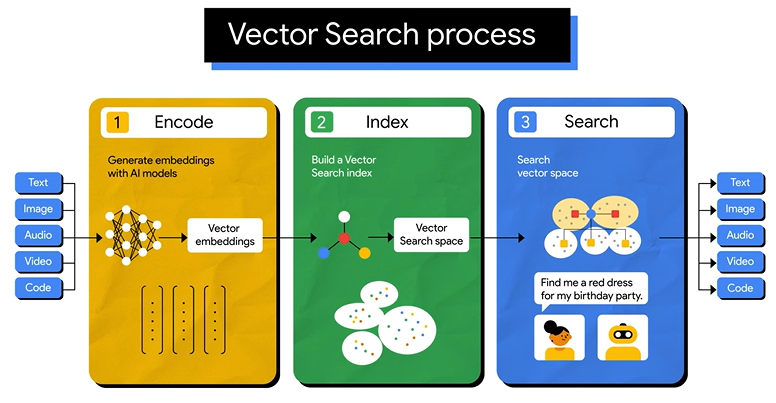 Vector Search process
1
Encode
Generate embeddings
with AI models
Vector
embeddings
2
Index
Build a Vector
Search index
Vector
Search space
3
Search
Search
vector space
Find me a red dress
for my birthday party.
Text
Image
Audio
Video
Code
Text
Image
Audio
Video
Code